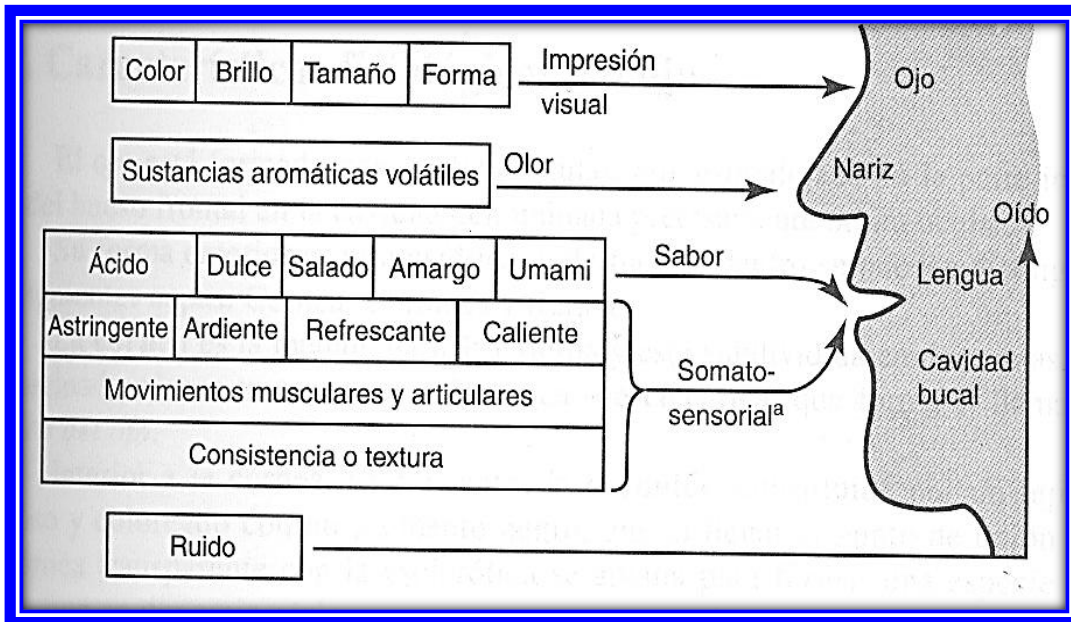 Color Brillo Tamaño Forma
Impresión
visual
Ojo
Sustancias aromáticas volátiles
Olor
Nariz
Oído
Ácido Dulce Salado Amargo Umami
Sabor
Lengua
Astringente Ardiente Refrescante Caliente
Movimientos musculares y articulares
Consistencia o textura
Somato-
sensorialª
Cavidad
bucal
Ruido